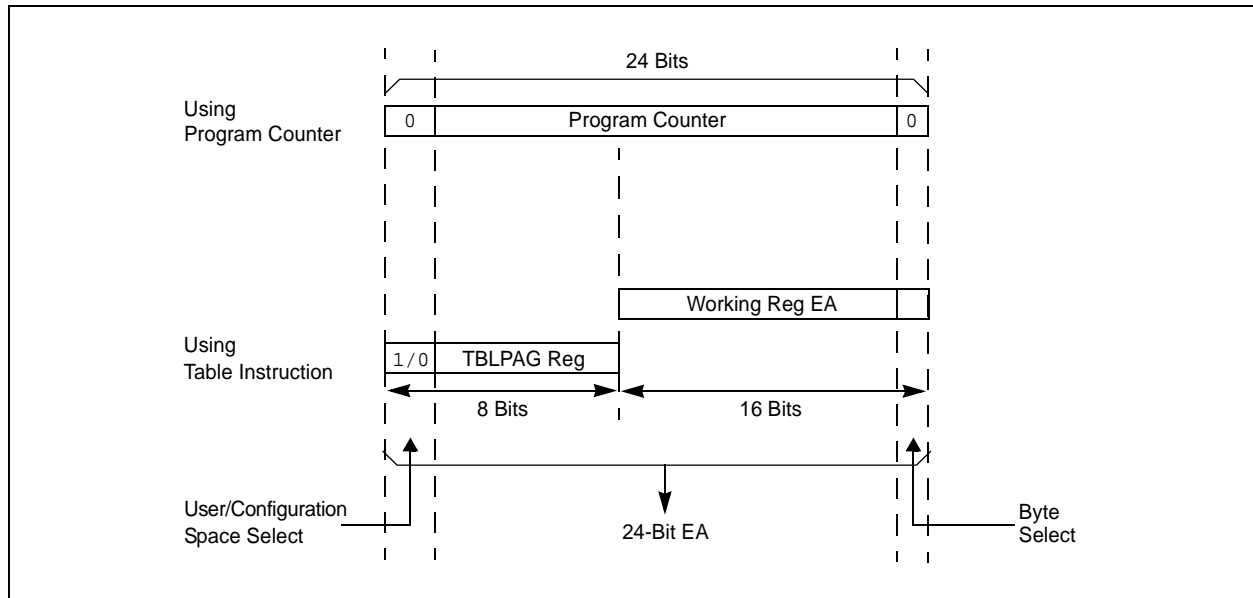 24 Bits
Using
Program Counter
0
Program Counter
0
Working Reg EA
Using
Table Instruction
1/0
TBLPAG Reg
8 Bits
16 Bits
User/Configuration
Space Select
24-Bit EA
Byte
Select